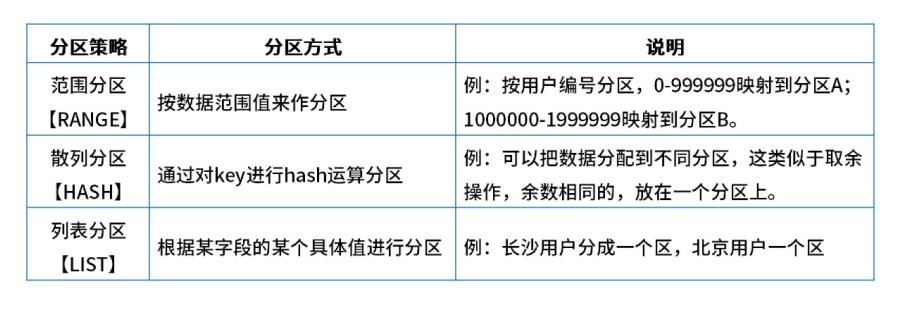 分区策略 分区方式 说明
范围分区
【RANGE】
按数据范围值来作分区
例：按用户编号分区，0-999999映射到分区A；
1000000-1999999映射到分区B。
散列分区
【HASH】
通过对key进行hash运算分区
例：可以把数据分配到不同分区，这类似于取余
操作，余数相同的，放在一个分区上。
列表分区
【LIST】
根据某字段的某个具体值进行分区
例：长沙用户分成一个区，北京用户一个区